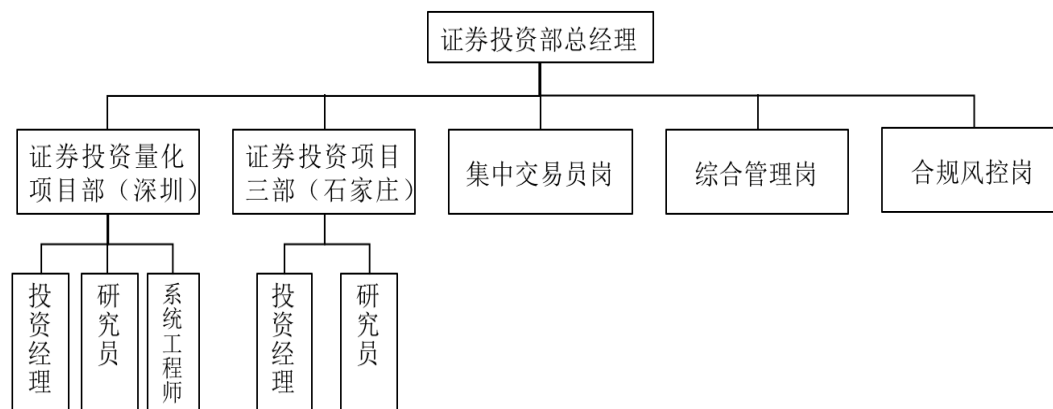 证券投资部总经理
证券投资量化
项目部（深圳）
证券投资项目
三部（石家庄）
集中交易员岗
综合管理岗
合规风控岗
投资经理
研究员
系统工程师
投资经理
研究员